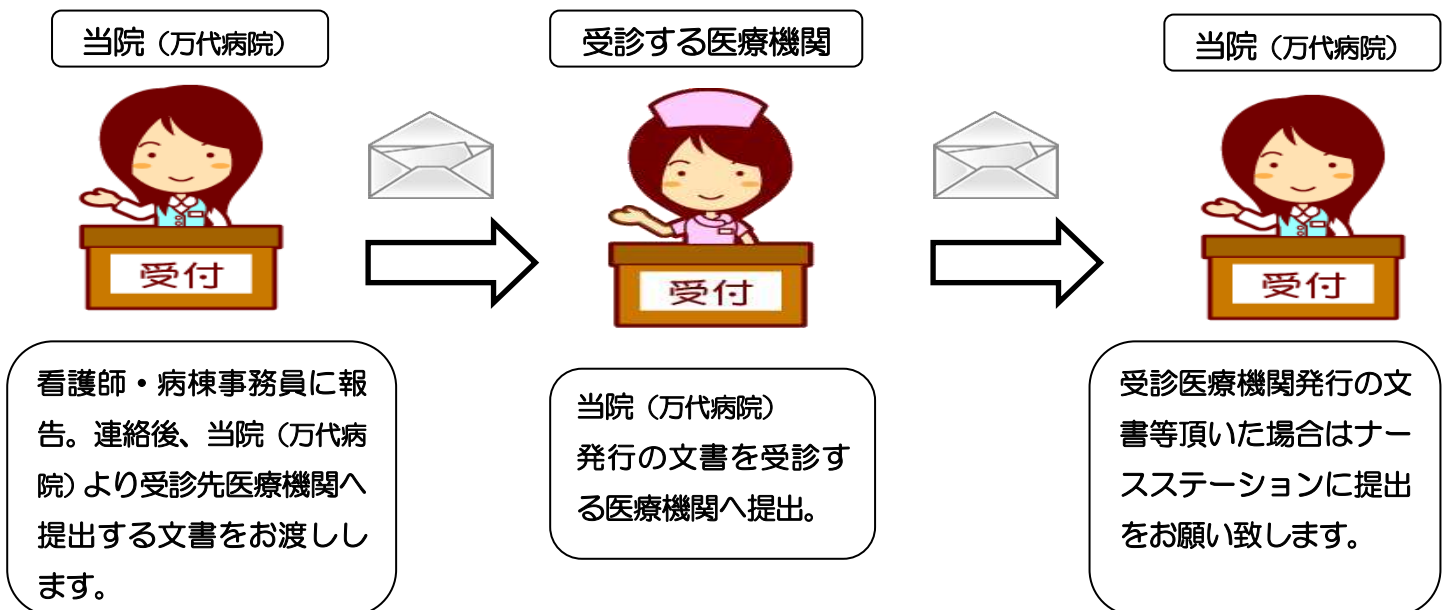 当院（万代病院）
受診する医療機関
当院（万代病院）
受付
受付
受付
看護師・病棟事務員に報
告。連絡後、当院（万代病
院）より受診先医療機関へ
提出する文書をお渡しし
ます。
当院（万代病院）
発行の文書を受診す
る医療機関へ提出。
受診医療機関発行の文
書等頂いた場合はナー
スステーションに提出
をお願い致します。